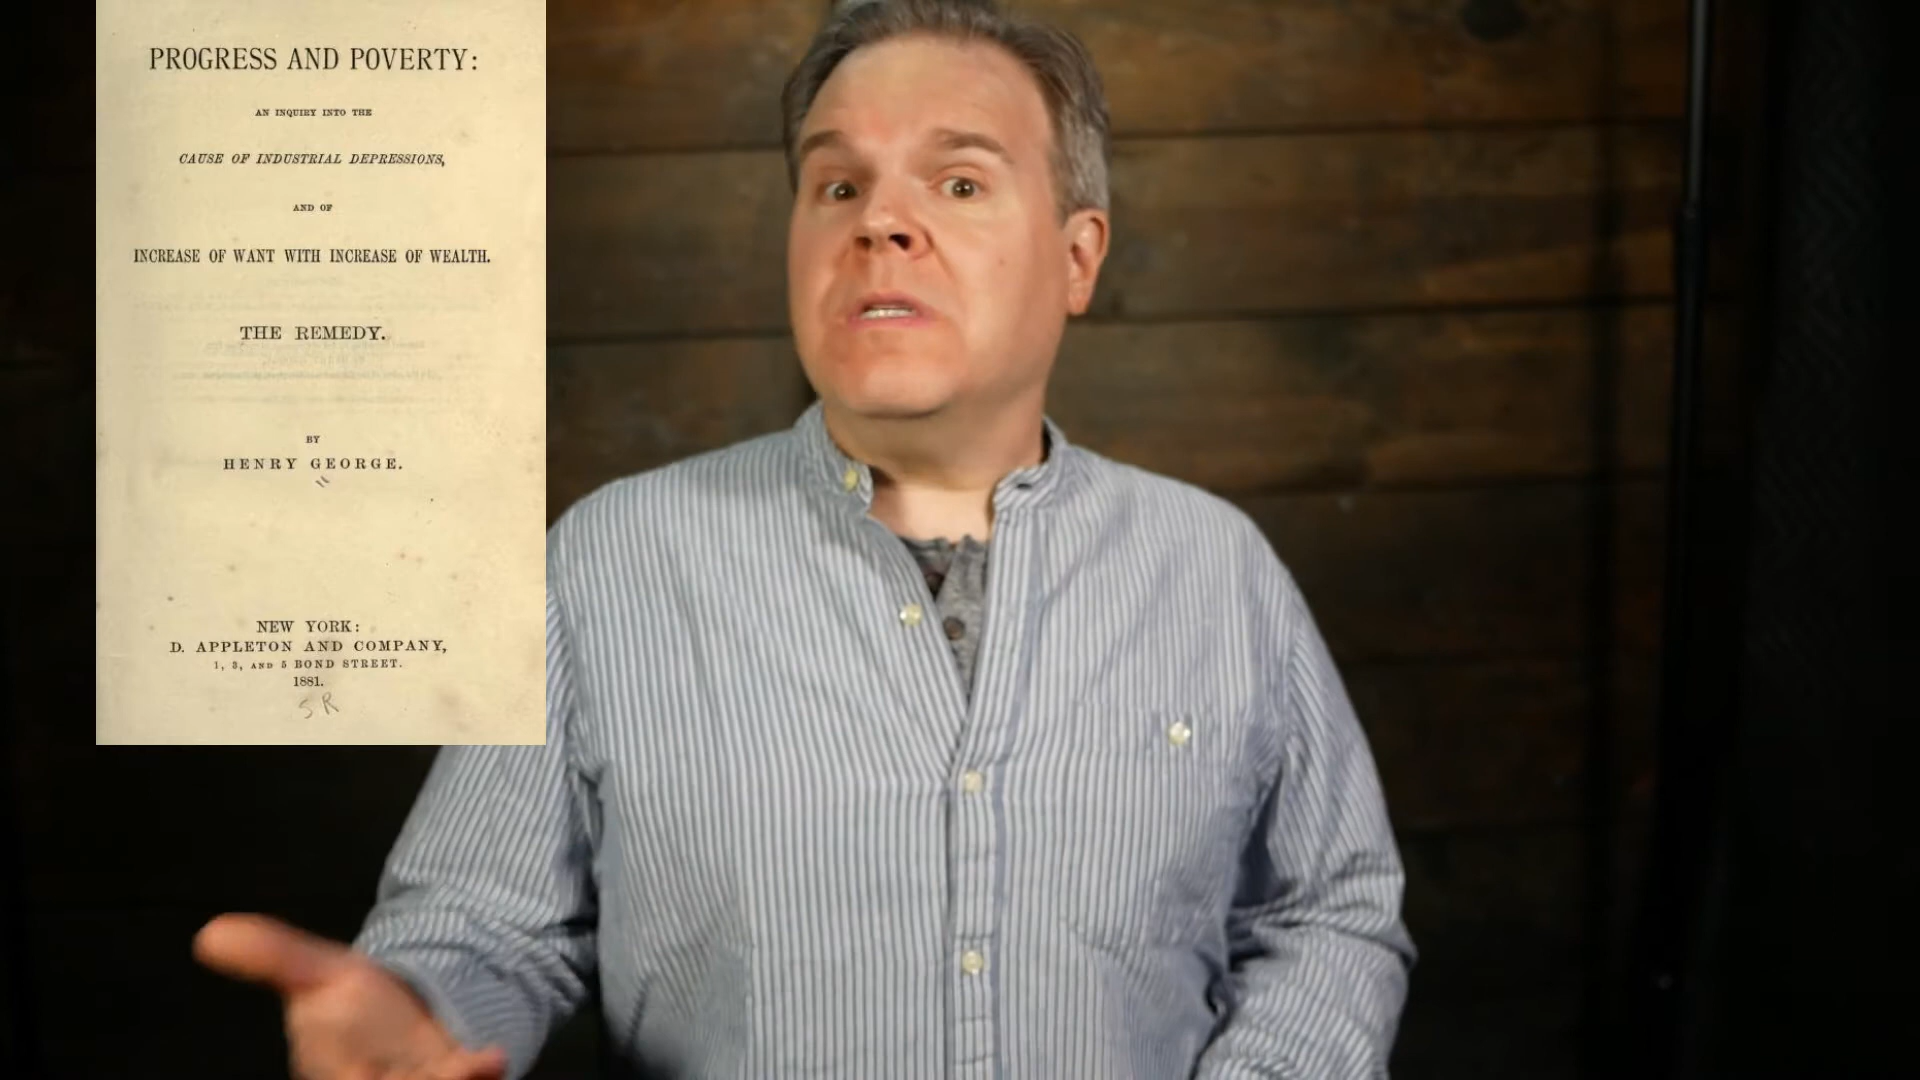 PROGRESS AND POVERTY:
AN INQUIRY INTO THE
CAUSE OF INDUSTRIAL DEPRESSIONS,
AND OF
INCREASE OF WANT WITH INCREASE OF WEALTH.
THE REMEDY.
BY
HENRY GEORGE.
NEW YORK:
D. APPLETON AND COMPANY,
1, 3, AND 5 BOND STREET.
1881.
S R